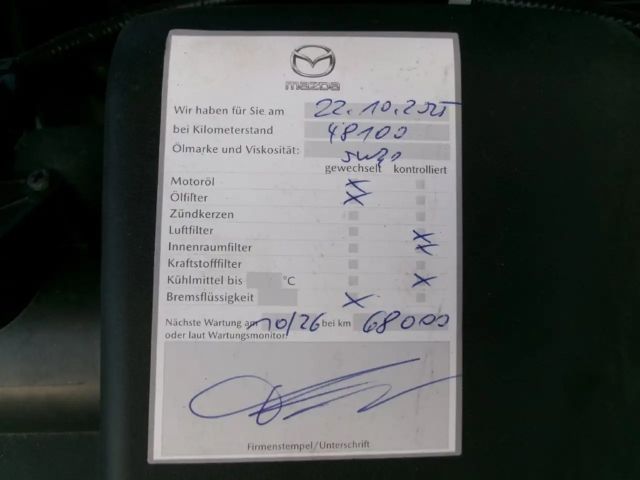 mazda
Wir haben für Sie am 22.10.2025
bei Kilometerstand 48100
Ölmarke und Viskosität: 5W30
gewechselt kontrolliert
Motoröl X
Ölfilter X
Zündkerzen
Luftfilter X
Innenraumfilter X
Kraftstofffilter
Kühlmittel bis °C X
Bremsflüssigkeit X
Nächste Wartung am 10/26 bei km 68000
oder laut Wartungsmonitor
Firmenstempel/Unterschrift